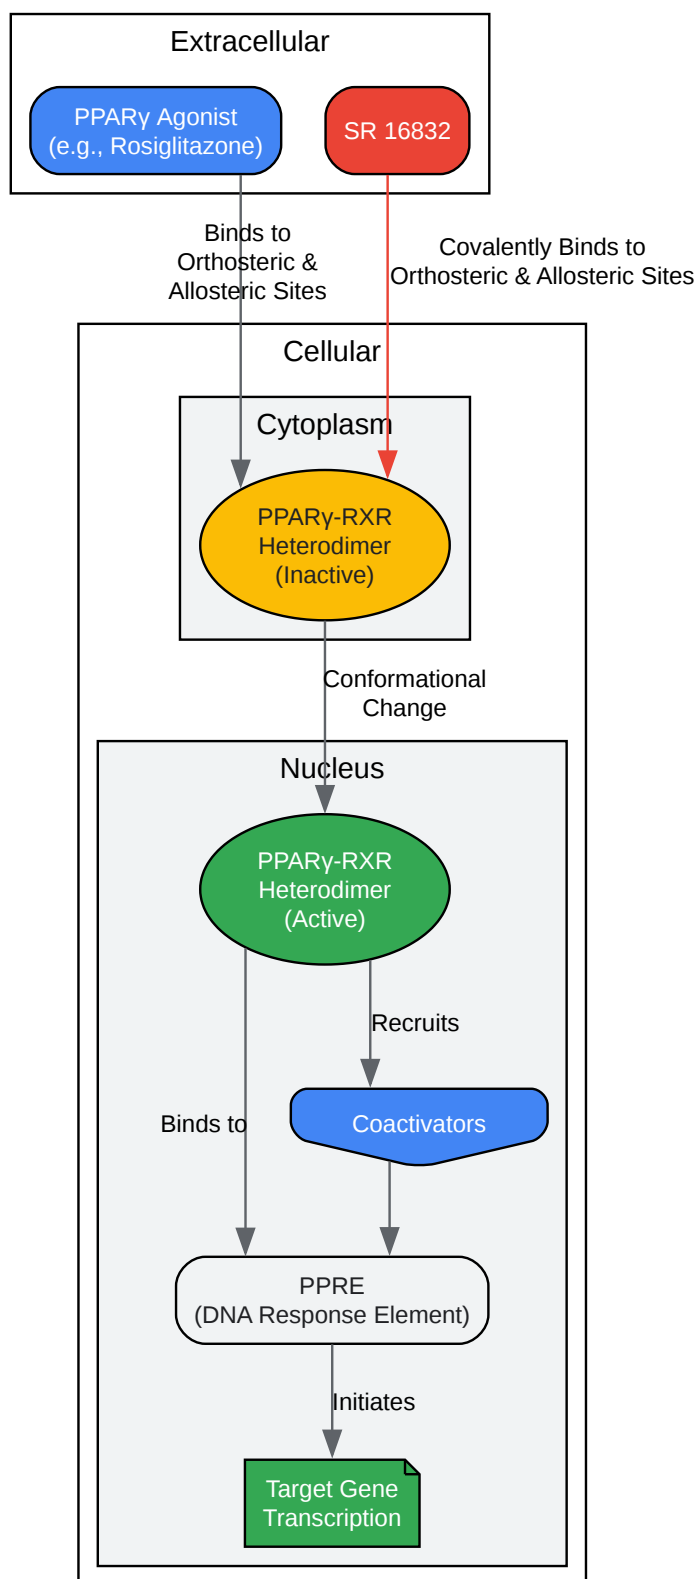 Extracellular
PPARγ Agonist
(e.g., Rosiglitazone)
SR 16832
Binds to
Orthosteric &
Allosteric Sites
Covalently Binds to
Orthosteric & Allosteric Sites
Cellular
Cytoplasm
PPARγ-RXR
Heterodimer
(Inactive)
Conformational
Change
Nucleus
PPARγ-RXR
Heterodimer
(Active)
Recruits
Binds to
Coactivators
PPRE
(DNA Response Element)
Initiates
Target Gene
Transcription